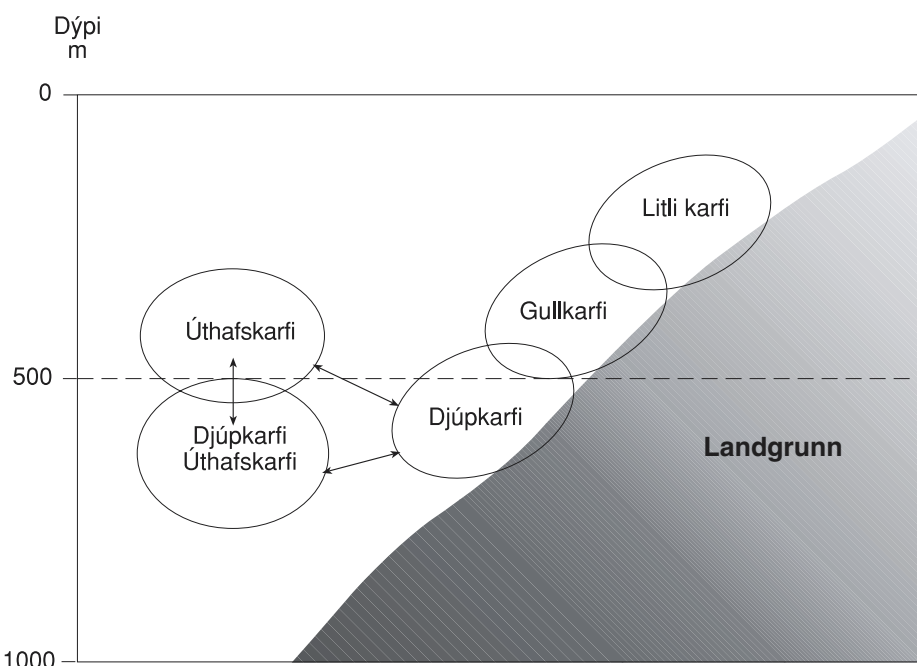 Dýpi
m
0
Litli karfi
Gullkarfi
Úthafskarfi
500
Djúpkarfi
Djúpkarfi
Úthafskarfi
Landgrunn
1000